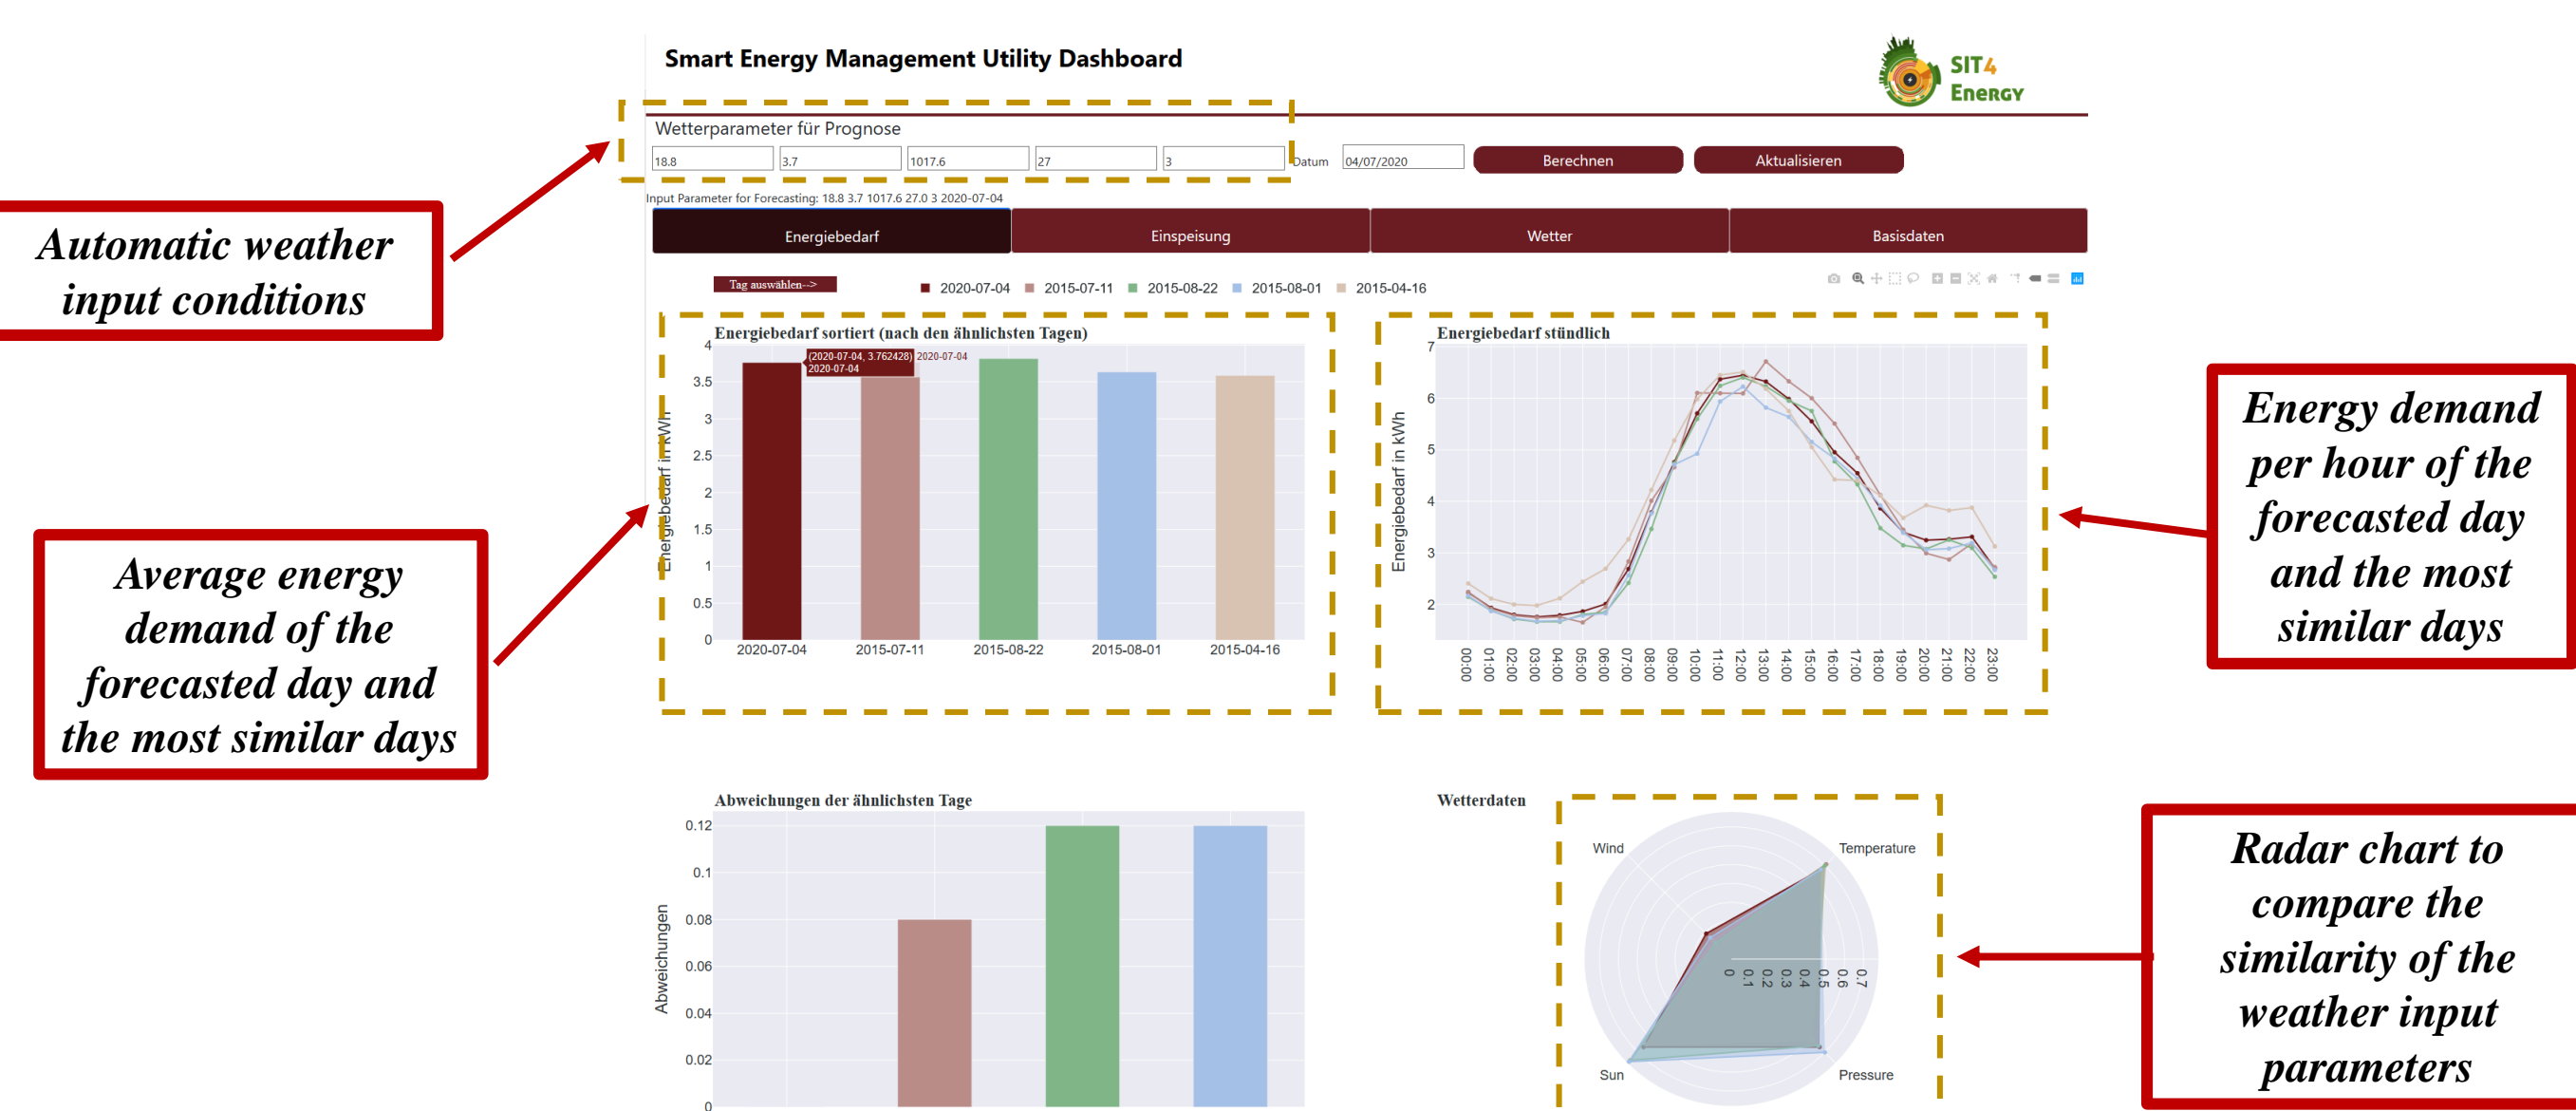 Smart Energy Management Utility Dashboard
SIT4
Energy
Wetterparameter für Prognose
18.8
3.7
1017.6
27
3
Datum
04/07/2020
Berechnen
Aktualisieren
Input Parameter for Forecasting: 18.8 3.7 1017.6 27.0 3 2020-07-04
Automatic weather
input conditions
Energiebedarf
Einspeisung
Wetter
Basisdaten
Tag auswählen-->
2020-07-04
2015-07-11
2015-08-22
2015-08-01
2015-04-16
Energiebedarf sortiert (nach den ähnlichsten Tagen)
(2020-07-04, 3.762428) 2020-07-04
2020-07-04
Energiebedarf in kWh
4
3.5
3
2.5
2
1.5
1
0.5
0
2020-07-04
2015-07-11
2015-08-22
2015-08-01
2015-04-16
Energiebedarf stündlich
Energiebedarf in kWh
7
6
5
4
3
2
00:00
01:00
02:00
03:00
04:00
05:00
06:00
07:00
08:00
09:00
10:00
11:00
12:00
13:00
14:00
15:00
16:00
17:00
18:00
19:00
20:00
21:00
22:00
23:00
Energy demand
per hour of the
forecasted day
and the most
similar days
Average energy
demand of the
forecasted day and
the most similar days
Abweichungen der ähnlichsten Tage
Abweichungen
0.12
0.1
0.08
0.06
0.04
0.02
0
Wetterdaten
Wind
Temperature
0
0.1
0.2
0.3
0.4
0.5
0.6
0.7
Sun
Pressure
Radar chart to
compare the
similarity of the
weather input
parameters